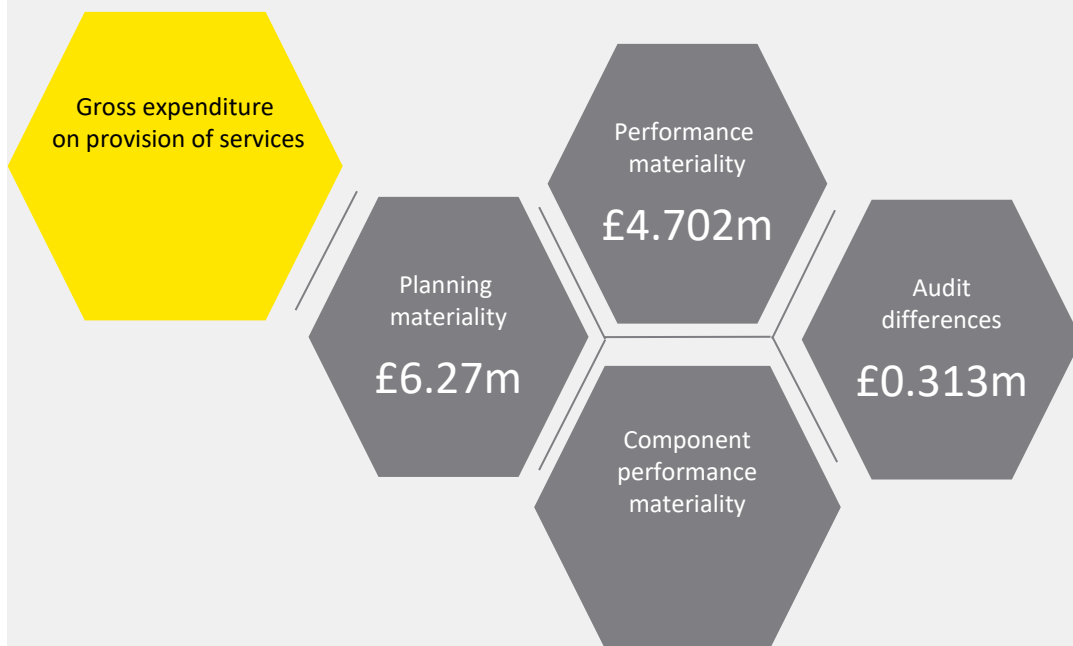 Gross expenditure
on provision of services
Performance
materiality
£4.702m
Planning
materiality
£6.27m
Audit
differences
£0.313m
Component
performance
materiality